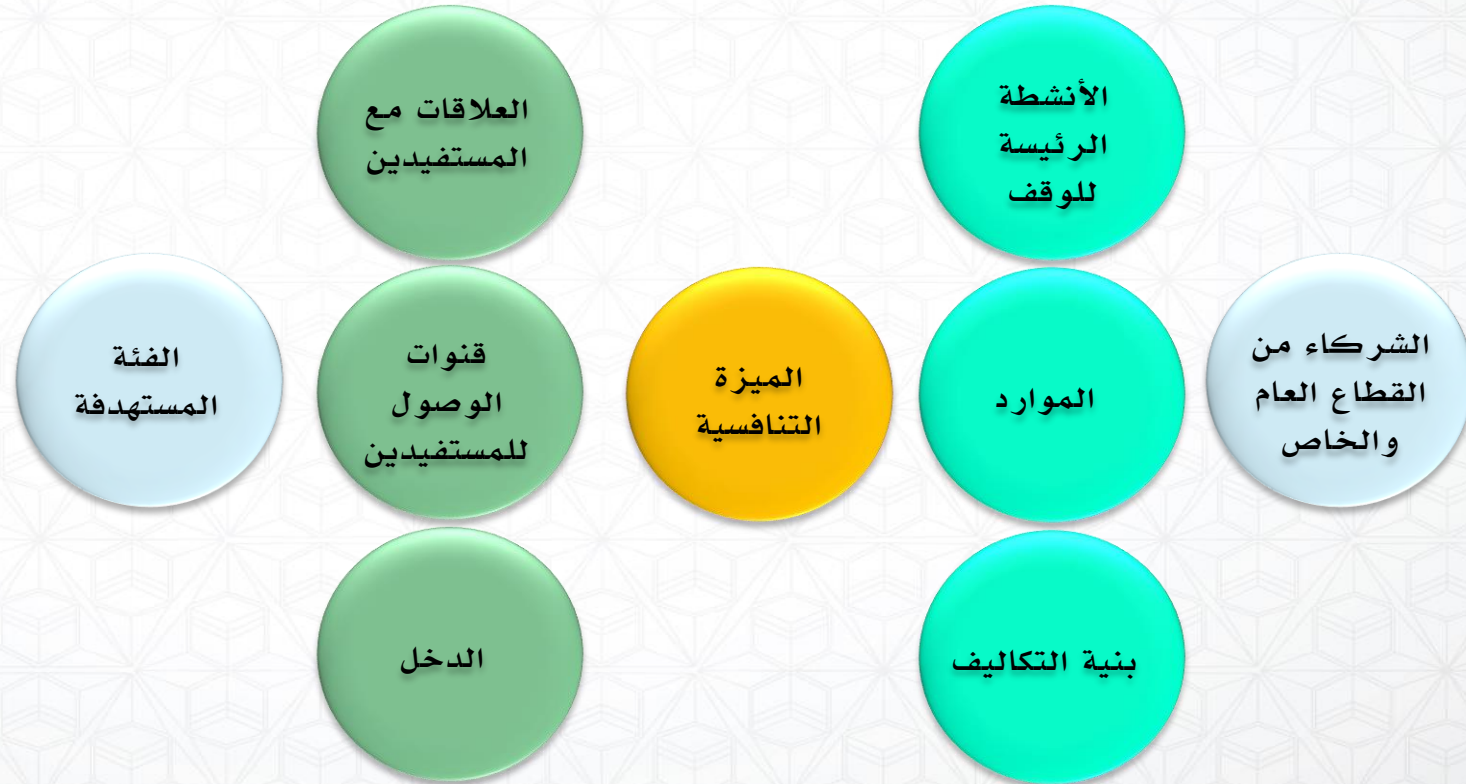 الشركاء من
القطاع العام
والخاص
الأنشطة
الرئيسة
للوقف
الموارد
بنية التكاليف
الميزة
التنافسية
العلاقات مع
المستفيدين
قنوات
الوصول
للمستفيدين
الدخل
الفئة
المستهدفة